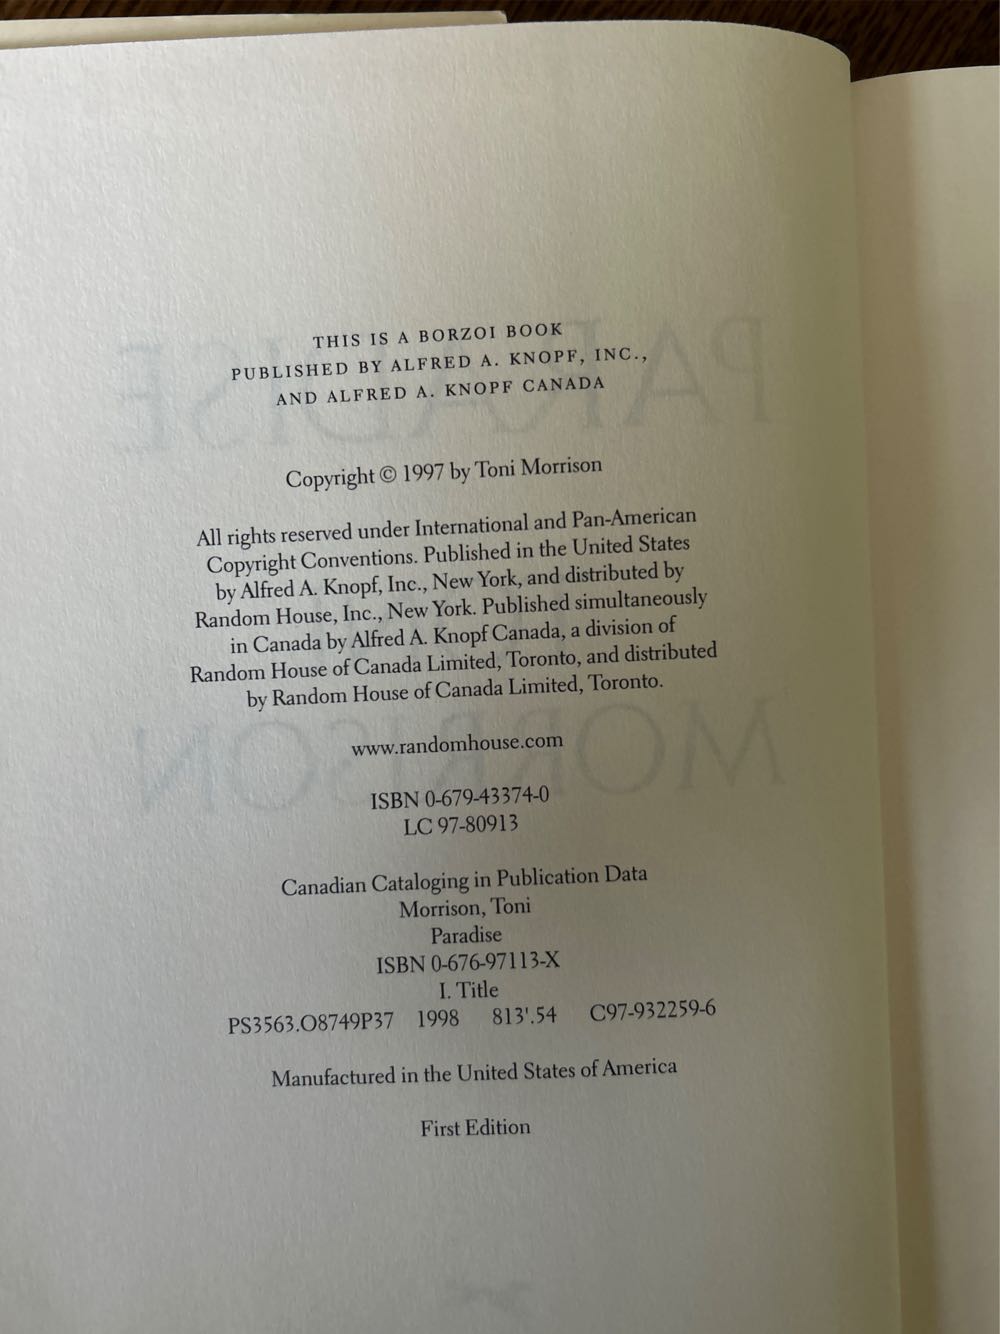 THIS IS A BORZOI BOOK
PUBLISHED BY ALFRED A. KNOPF, INC.,
AND ALFRED A. KNOPF CANADA
Copyright © 1997 by Toni Morrison
All rights reserved under International and Pan-American
Copyright Conventions. Published in the United States
by Alfred A. Knopf, Inc., New York, and distributed by
Random House, Inc., New York. Published simultaneously
in Canada by Alfred A. Knopf Canada, a division of
Random House of Canada Limited, Toronto, and distributed
by Random House of Canada Limited, Toronto.
www.randomhouse.com
ISBN 0-679-43374-0
LC 97-80913
Canadian Cataloging in Publication Data
Morrison, Toni
Paradise
ISBN 0-676-97113-X
I. Title
PS3563.O8749P37 1998 813'.54 C97-932259-6
Manufactured in the United States of America
First Edition
PARADISE
MORRISON